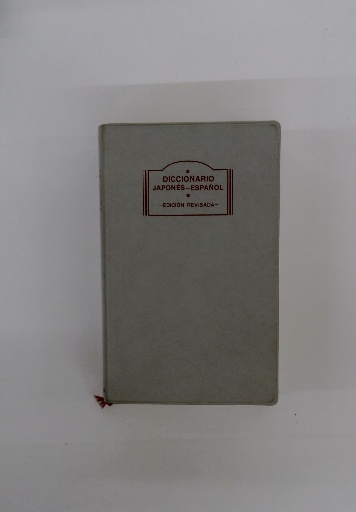 DICCIONARIO
JAPONÉS-ESPAÑOL
-EDICIÓN REVISADA-